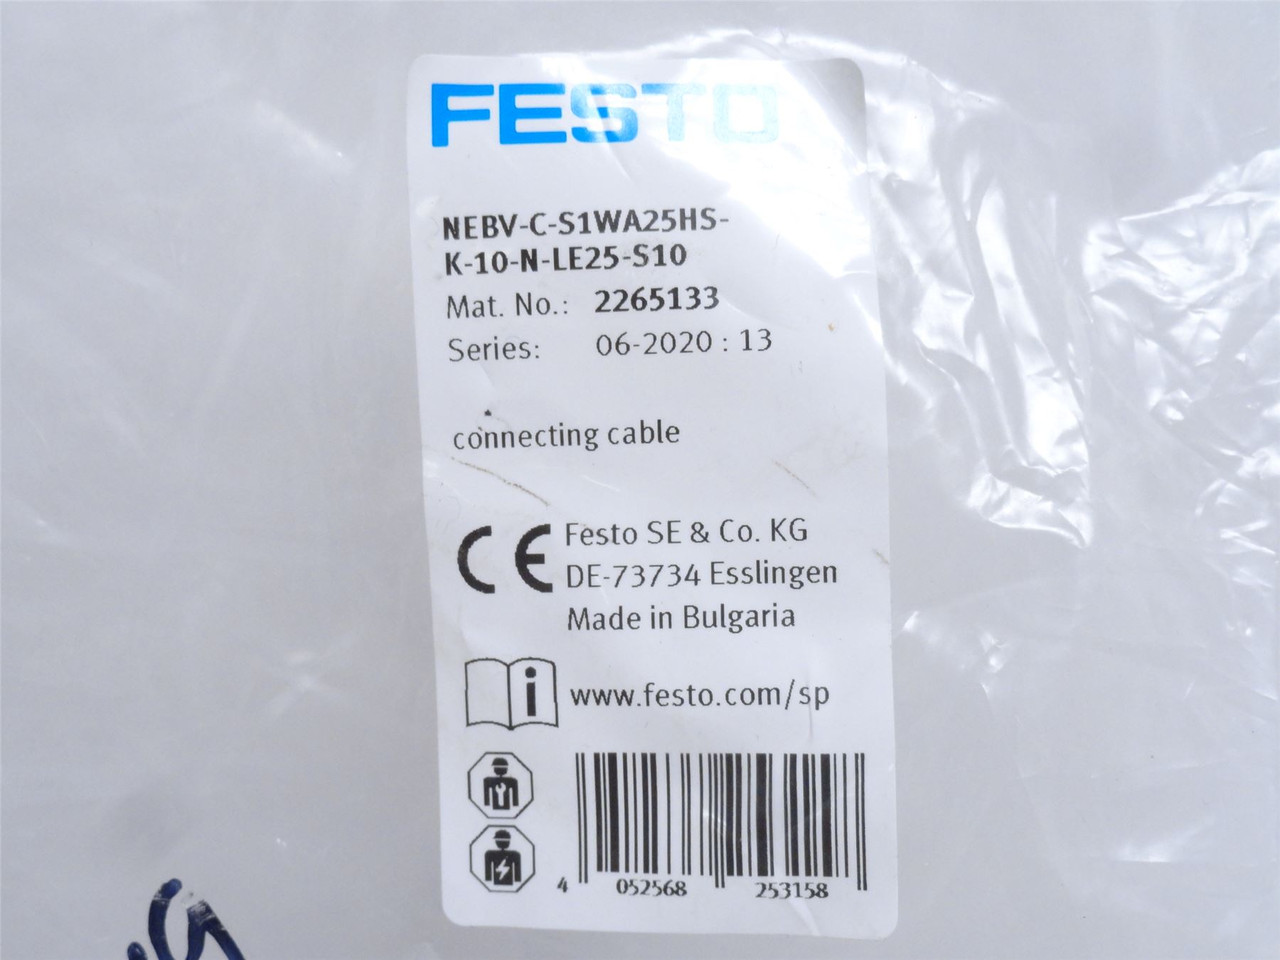 FESTO
NEBV-C-S1WA25HS-
K-10-N-LE25-S10
Mat. No.: 2265133
Series: 06-2020 : 13
connecting cable
CE Festo SE & Co. KG
DE-73734 Esslingen
Made in Bulgaria
i www.festo.com/sp
4 052568 253158